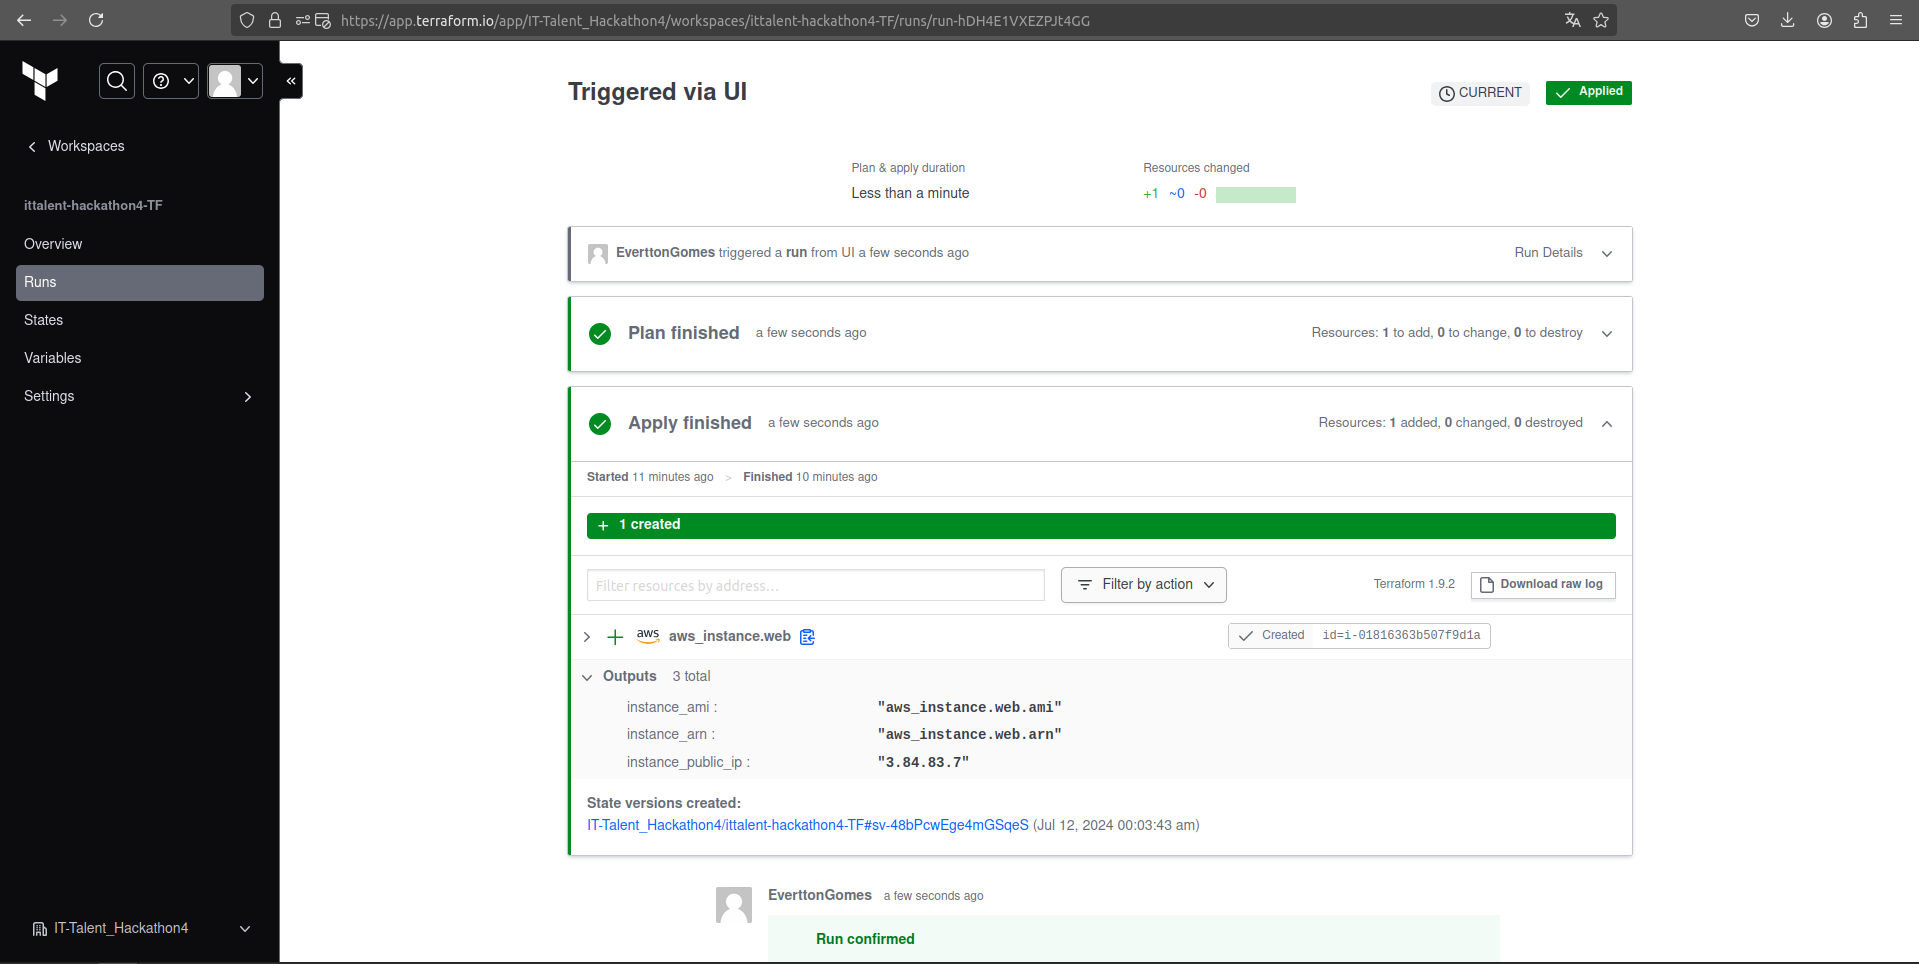 https://app.terraform.io/app/IT-Talent_Hackathon4/workspaces/ittalent-hackathon4-TF/runs/run-hDH4E1VXEZPJt4GG
Workspaces
ittalent-hackathon4-TF
Overview
Runs
States
Variables
Settings
IT-Talent_Hackathon4
Triggered via UI
CURRENT
Applied
Plan & apply duration
Less than a minute
Resources changed
+1 ~0 -0
EverttonGomes triggered a run from UI a few seconds ago
Run Details
Plan finished a few seconds ago
Resources: 1 to add, 0 to change, 0 to destroy
Apply finished a few seconds ago
Resources: 1 added, 0 changed, 0 destroyed
Started 11 minutes ago > Finished 10 minutes ago
+ 1 created
Filter resources by address...
Filter by action
Terraform 1.9.2
Download raw log
aws aws_instance.web
Created id=i-01816363b507f9d1a
Outputs 3 total
instance_ami : "aws_instance.web.ami"
instance_arn : "aws_instance.web.arn"
instance_public_ip : "3.84.83.7"
State versions created:
IT-Talent_Hackathon4/ittalent-hackathon4-TF#sv-48bPcwEge4mGSqeS (Jul 12, 2024 00:03:43 am)
EverttonGomes a few seconds ago
Run confirmed